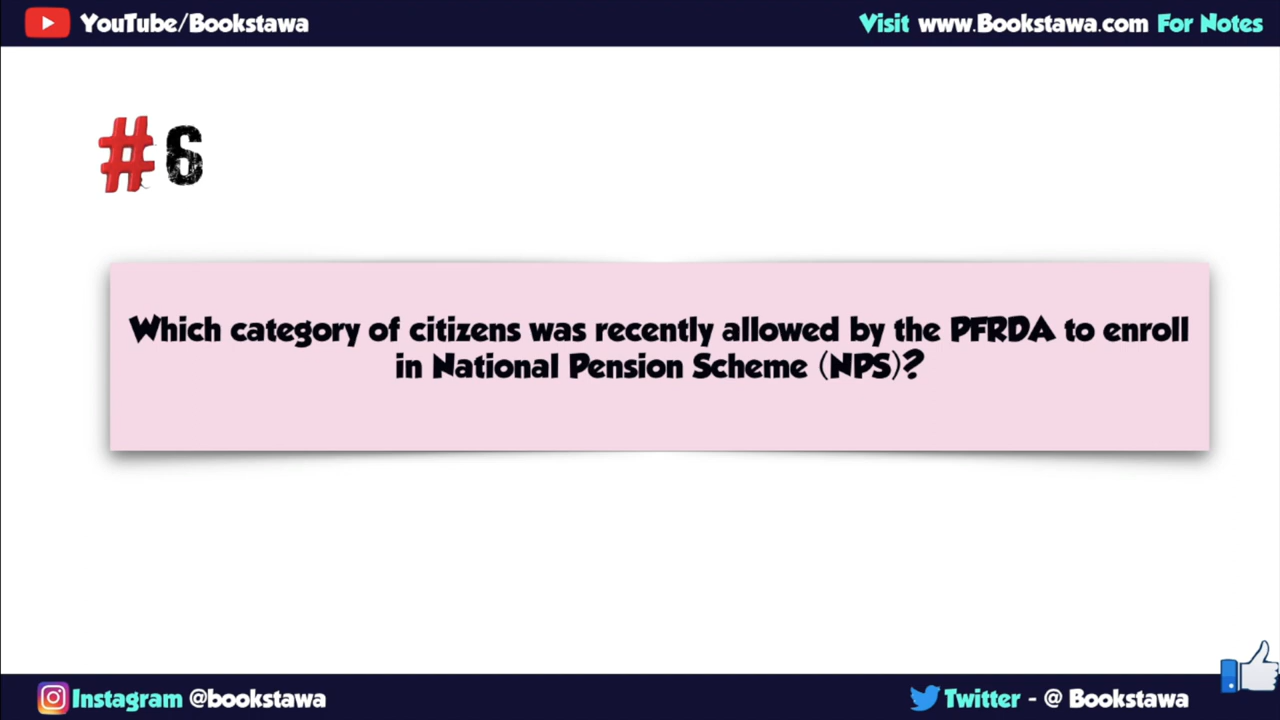 YouTube/Bookstawa
Visit www.Bookstawa.com For Notes
#6
Which category of citizens was recently allowed by the PFRDA to enroll
in National Pension Scheme (NPS)?
Instagram @bookstawa
Twitter - @ Bookstawa